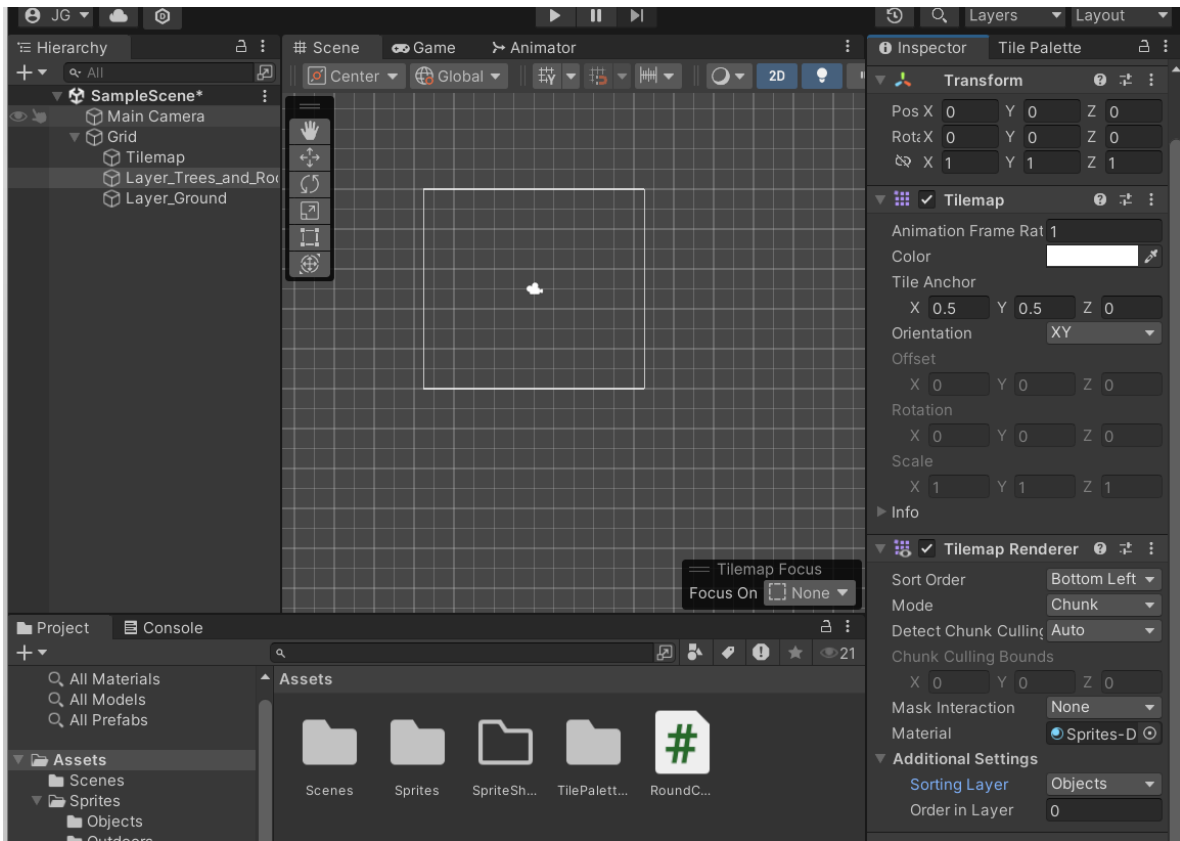 JG
Layers
Layout
Hierarchy
All
SampleScene*
Main Camera
Grid
Tilemap
Layer_Trees_and_Roc
Layer_Ground
Scene
Game
Animator
Center
Global
2D
Tilemap Focus
Focus On
None
Inspector
Tile Palette
Transform
Pos X 0 Y 0 Z 0
Rota X 0 Y 0 Z 0
X 1 Y 1 Z 1
Tilemap
Animation Frame Rat 1
Color
Tile Anchor
X 0.5 Y 0.5 Z 0
Orientation XY
Offset
X 0 Y 0 Z 0
Rotation
X 0 Y 0 Z 0
Scale
X 1 Y 1 Z 1
Info
Tilemap Renderer
Sort Order Bottom Left
Mode Chunk
Detect Chunk Culling Auto
Chunk Culling Bounds
X 0 Y 0 Z 0
Mask Interaction None
Material Sprites-D
Additional Settings
Sorting Layer Objects
Order in Layer 0
Project
Console
21
All Materials
All Models
All Prefabs
Assets
Scenes
Sprites
Objects
Outdoors
Assets
Scenes
Sprites
SpriteSh...
TilePalett...
#
RoundC...